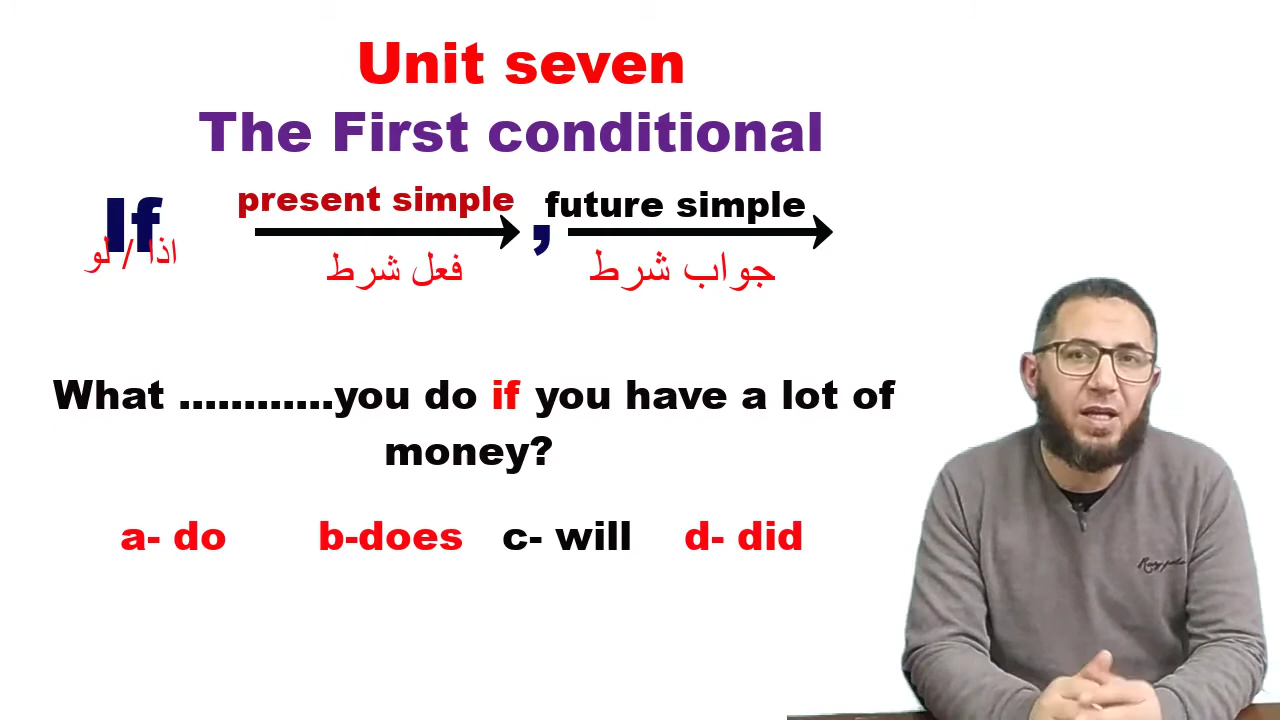 Unit seven
The First conditional
If present simple , future simple
اذا / لو فعل شرط جواب شرط
What ............you do if you have a lot of
money?
a- do b-does c- will d- did